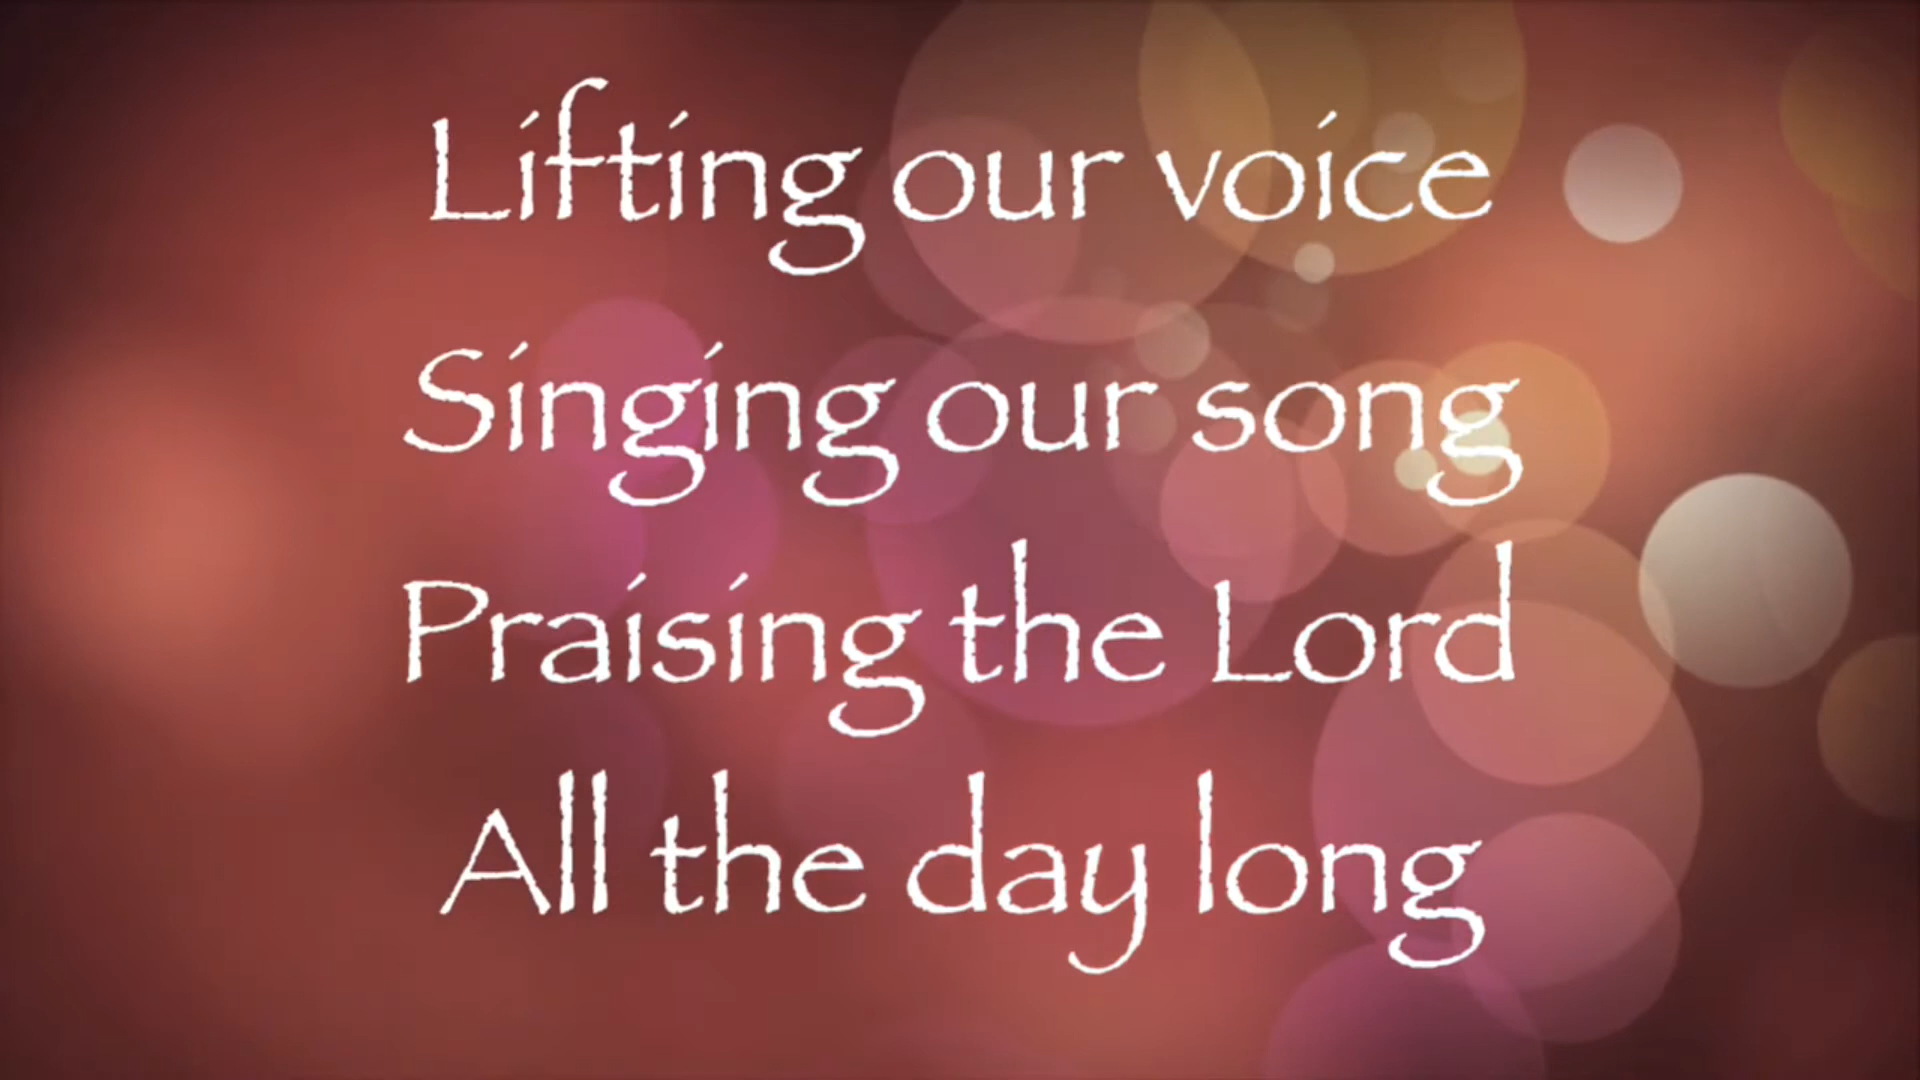 Lifting our voice
Singing our song
Praising the Lord
All the day long